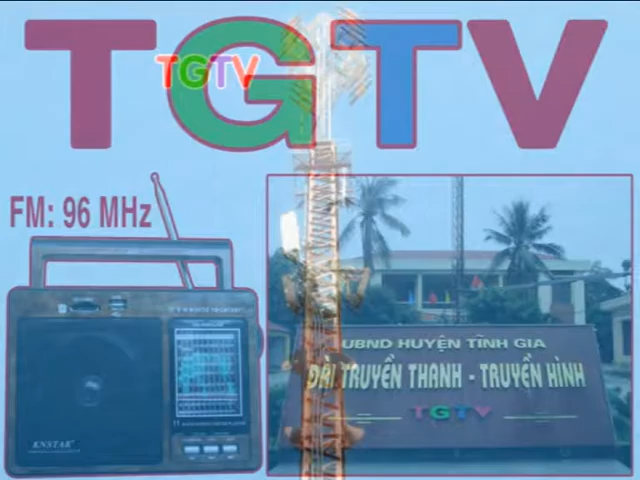 TGTV
TGTV
FM: 96 MHz
UBND HUYỆN TĨNH GIA
ĐÀI TRUYỀN THANH - TRUYỀN HÌNH
TGTV
KNSTAR